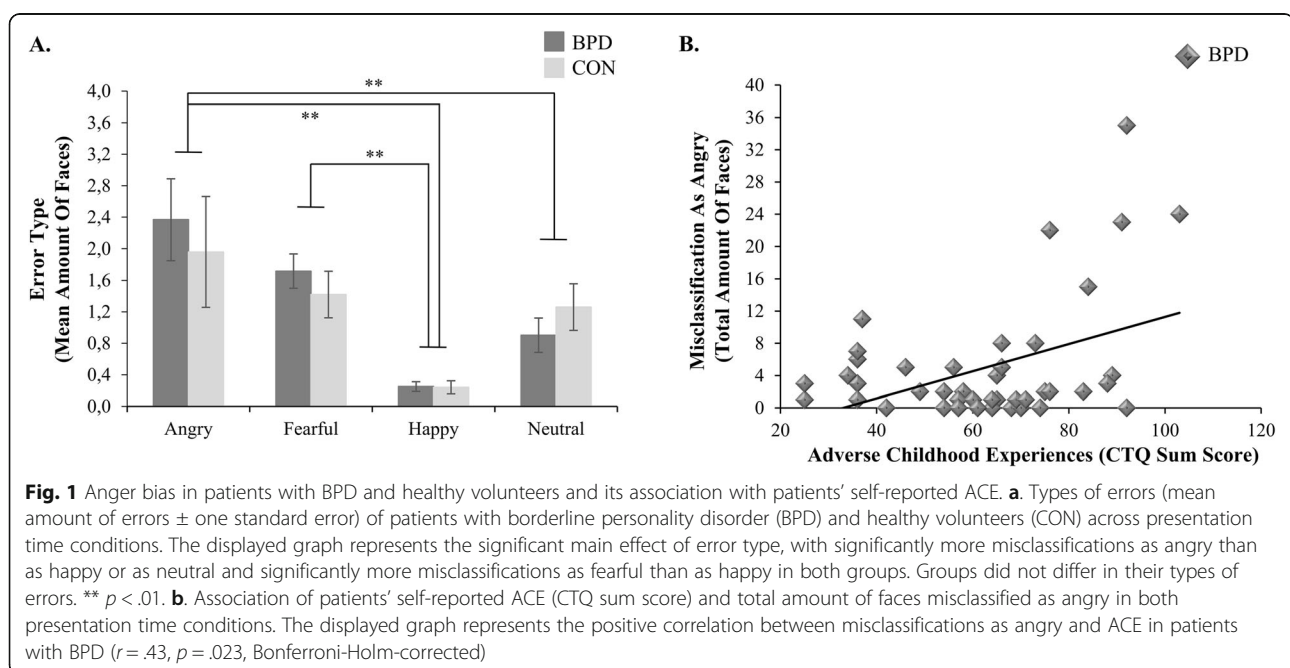 A.
BPD
CON
**
**
**
4,0
3,6
3,2
2,8
2,4
2,0
1,6
1,2
0,8
0,4
0,0
Error Type
(Mean Amount Of Faces)
Angry Fearful Happy Neutral
B.
BPD
40
36
32
28
24
20
16
12
8
4
0
Misclassification As Angry
(Total Amount Of Faces)
20 40 60 80 100 120
Adverse Childhood Experiences (CTQ Sum Score)
Fig. 1 Anger bias in patients with BPD and healthy volunteers and its association with patients' self-reported ACE. a. Types of errors (mean
amount of errors ± one standard error) of patients with borderline personality disorder (BPD) and healthy volunteers (CON) across presentation
time conditions. The displayed graph represents the significant main effect of error type, with significantly more misclassifications as angry than
as happy or as neutral and significantly more misclassifications as fearful than as happy in both groups. Groups did not differ in their types of
errors. ** p < .01. b. Association of patients' self-reported ACE (CTQ sum score) and total amount of faces misclassified as angry in both
presentation time conditions. The displayed graph represents the positive correlation between misclassifications as angry and ACE in patients
with BPD (r = .43, p = .023, Bonferroni-Holm-corrected)